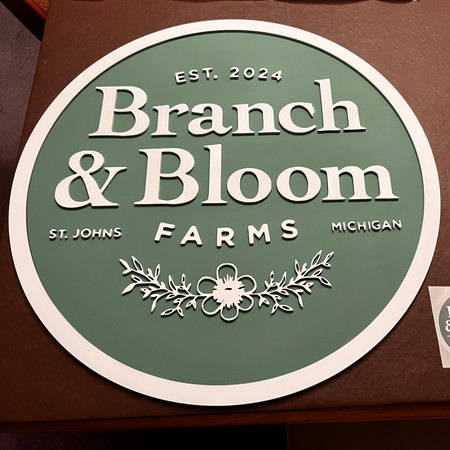 EST. 2024
Branch
& Bloom
ST. JOHNS FARMS MICHIGAN